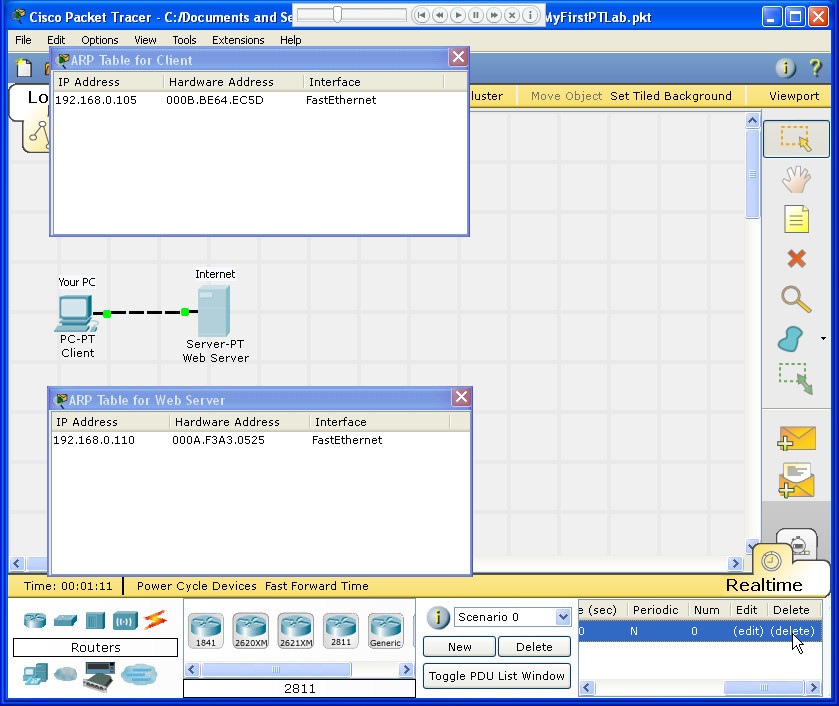 Cisco Packet Tracer - C:/Documents and Se MyFirstPTLab.pkt
File Edit Options View Tools Extensions Help
ARP Table for Client
IP Address Hardware Address Interface
192.168.0.105 000B.BE64.EC5D FastEthernet
Lo
luster Move Object Set Tiled Background Viewport
Your PC
PC-PT
Client
Internet
Server-PT
Web Server
ARP Table for Web Server
IP Address Hardware Address Interface
192.168.0.110 000A.F3A3.0525 FastEthernet
Time: 00:01:11 Power Cycle Devices Fast Forward Time
Realtime
Routers
1841 2620XM 2621XM 2811 Generic
2811
Scenario 0
New Delete
Toggle PDU List Window
e (sec) Periodic Num Edit Delete
0 N 0 (edit) (delete)